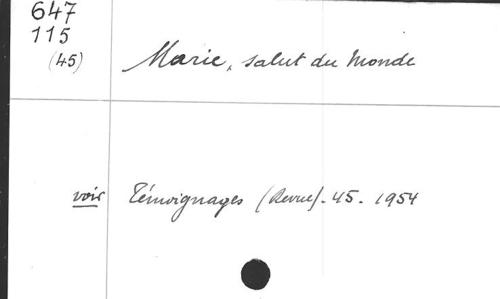 647
115
(45)
Marie, salut du Monde
voir Témoignages (Revue). 45. 1954